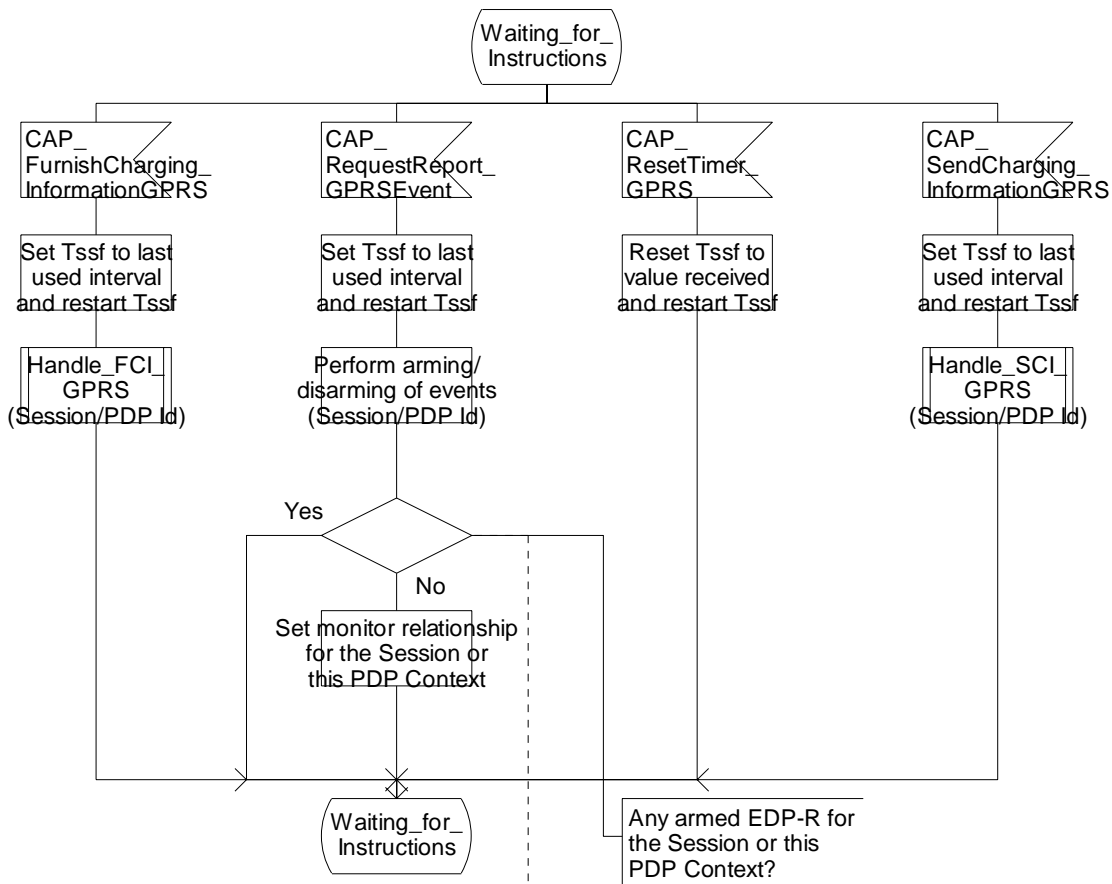 Waiting_for_
Instructions
CAP_
FurnishCharging_
InformationGPRS
CAP_
RequestReport_
GPRSEvent
CAP_
ResetTimer_
GPRS
CAP_
SendCharging_
InformationGPRS
Set Tssf to last
used interval
and restart Tssf
Set Tssf to last
used interval
and restart Tssf
Reset Tssf to
value received
and restart Tssf
Set Tssf to last
used interval
and restart Tssf
Handle_FCI_
GPRS
(Session/PDP Id)
Perform arming/
disarming of events
(Session/PDP Id)
Handle_SCI_
GPRS
(Session/PDP Id)
Yes
No
Set monitor relationship
for the Session or
this PDP Context
Waiting_for_
Instructions
Any armed EDP-R for
the Session or this
PDP Context?